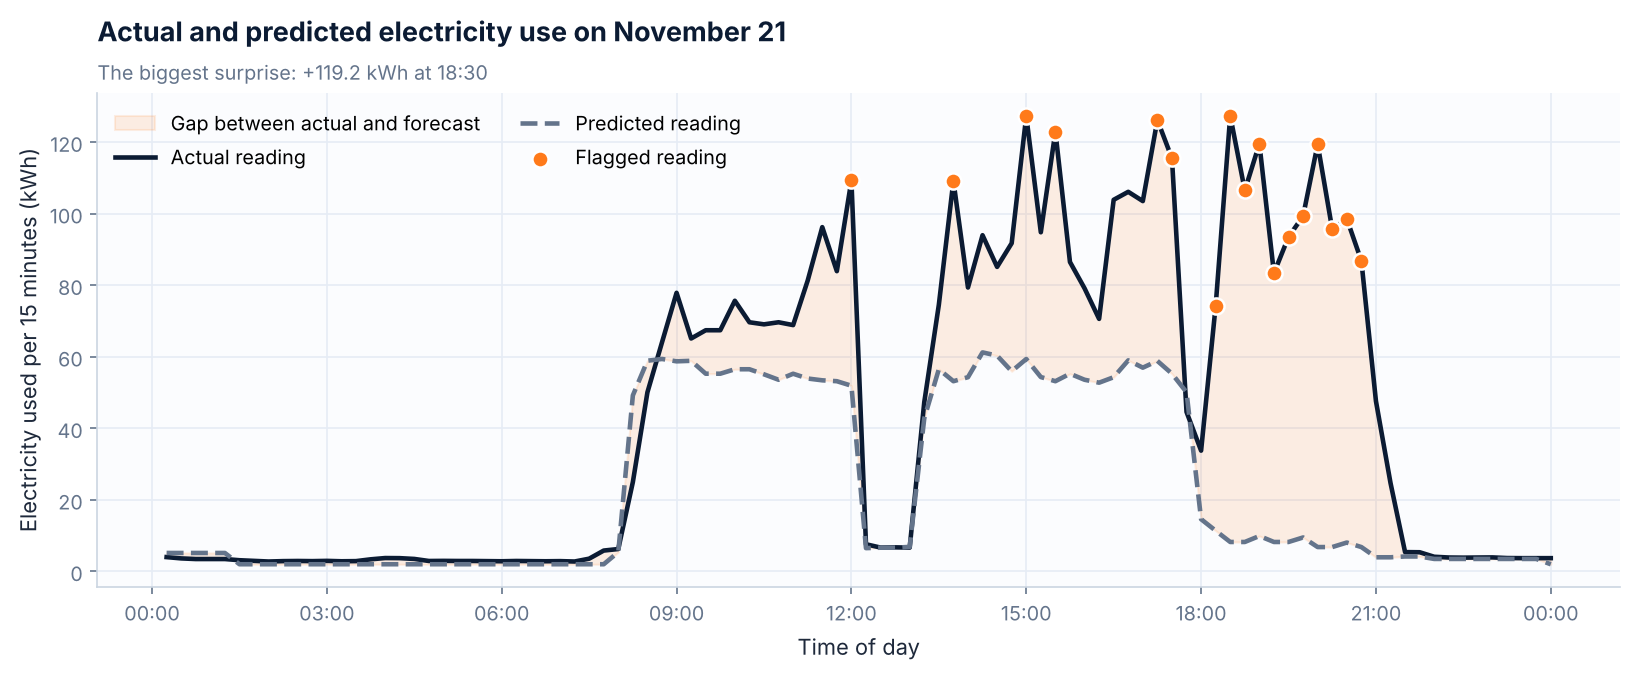 Actual and predicted electricity use on November 21
The biggest surprise: +119.2 kWh at 18:30
Gap between actual and forecast
Predicted reading
Actual reading
Flagged reading
Electricity used per 15 minutes (kWh)
120
100
80
60
40
20
0
00:00 03:00 06:00 09:00 12:00 15:00 18:00 21:00 00:00
Time of day